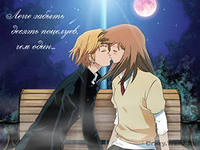 Легче забыть
десять поцелуев,
чем один...